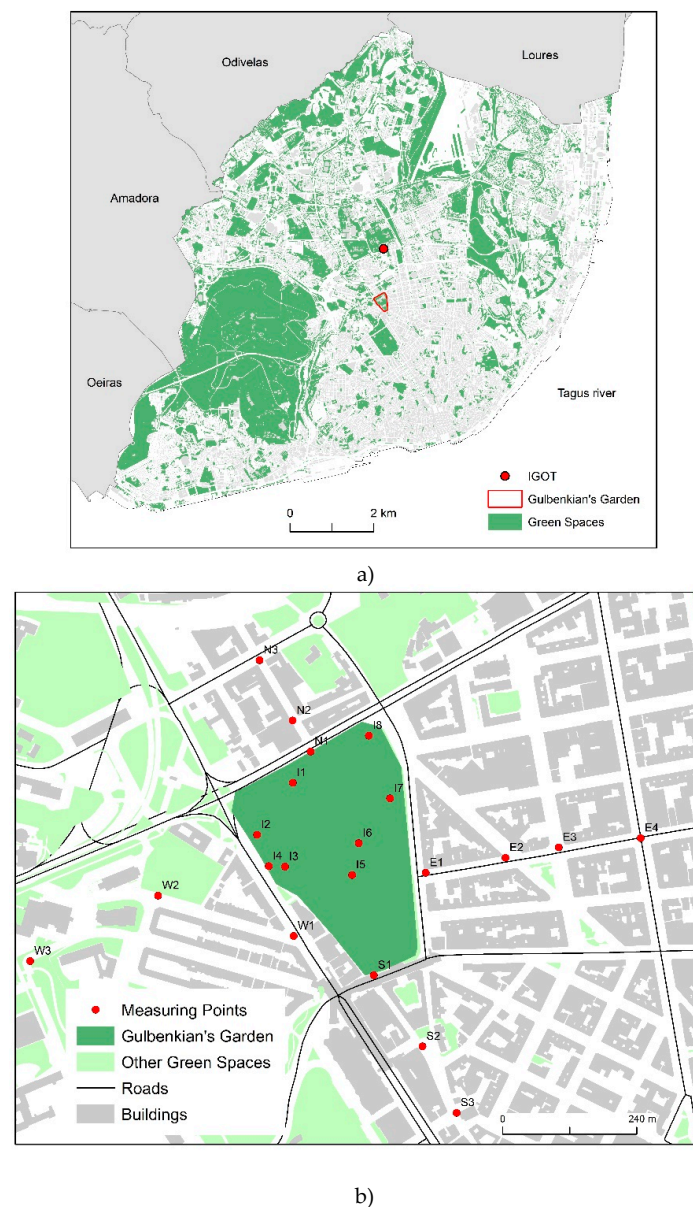 Odivelas
Loures
Amadora
Oeiras
Tagus river
IGOT
Gulbenkian's Garden
Green Spaces
0 2 km
a)
N3
N2
I8
N1
I1
I7
I2
I6
E4
E3
E2
I4 I3
I5
E1
W2
W1
W3
S1
Measuring Points
Gulbenkian's Garden
Other Green Spaces
Roads
Buildings
S2
S3
0 240 m
b)